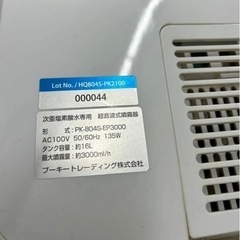 Lot No. / HQ804S-PK2100
000044
次亜塩素酸水専用 超音波式噴霧器
形 式: PK-804S-EP3000
AC100V 50/60Hz 135W
タンク容量:約16L
最大噴霧量:約3000ml/h
プーキートレーディング株式会社